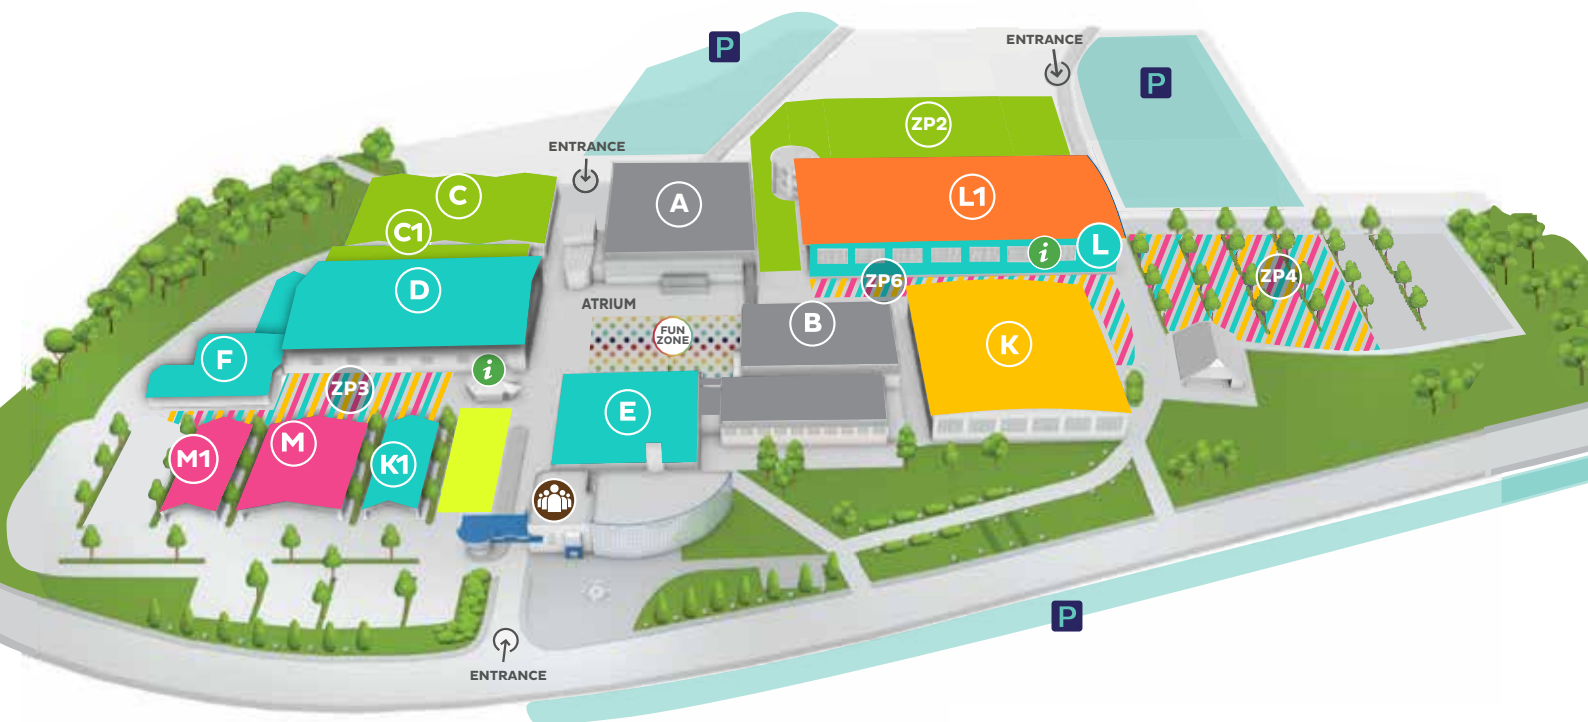 P
ENTRANCE
P
ZP2
ENTRANCE
C
A
L1
C1
L
i
ZP6
ZP4
D
ATRIUM
B
FUN
ZONE
K
F
i
ZP3
E
M1
M
K1
P
ENTRANCE